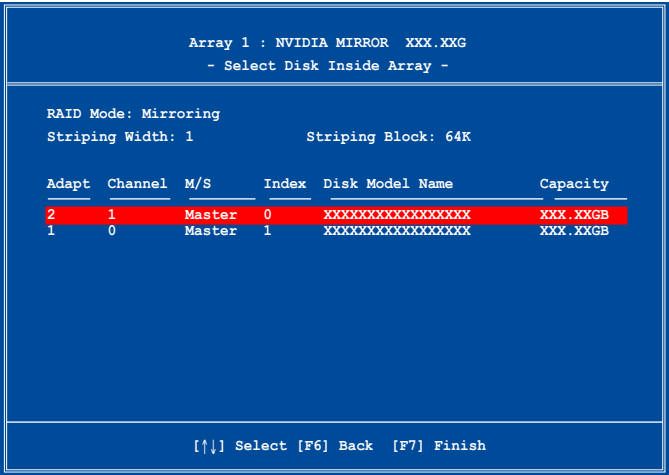 Array 1 : NVIDIA MIRROR  XXX.XXG
- Select Disk Inside Array -
RAID Mode: Mirroring
Striping Width: 1    Striping Block: 64K
Adapt  Channel  M/S  Index  Disk Model Name  Capacity
2  1  Master  0  XXXXXXXXXXXXXXXXX  XXX.XXGB
1  0  Master  1  XXXXXXXXXXXXXXXXX  XXX.XXGB
[↑↓] Select [F6] Back  [F7] Finish